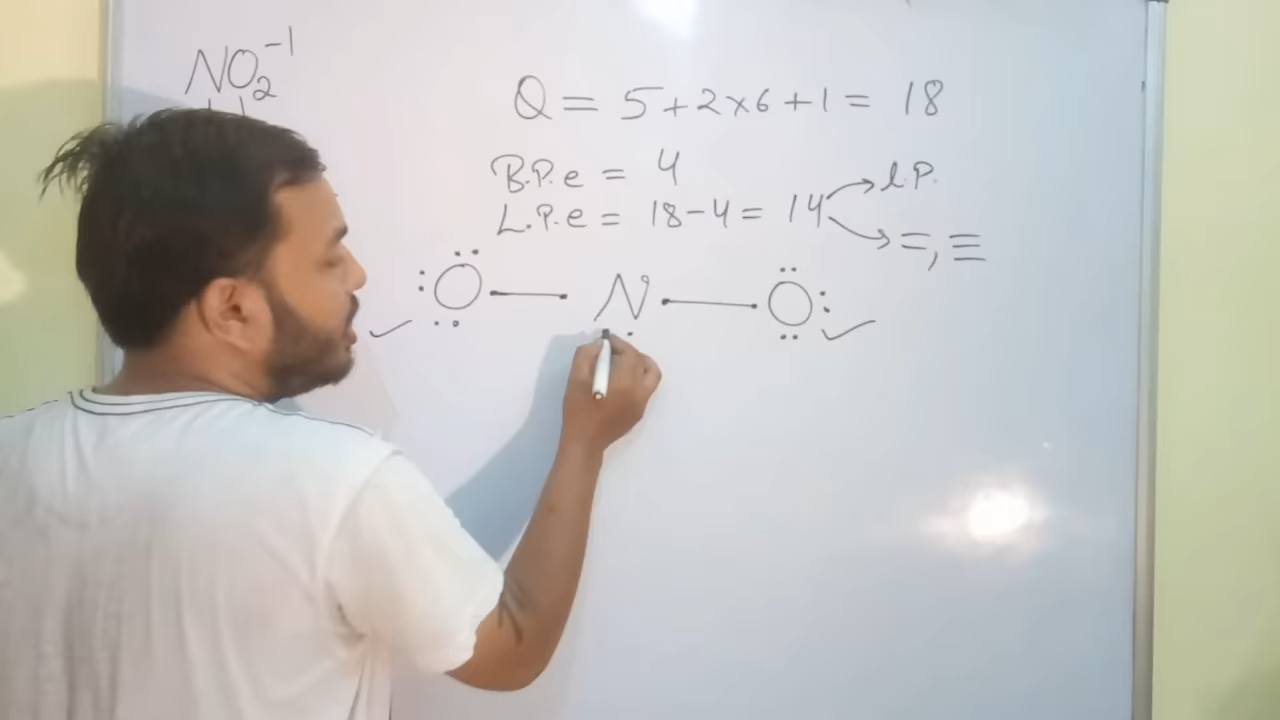 NO₂⁻¹
Q = 5+2×6+1 = 18
B.P.e = 4
L.P.e = 18-4 = 14 → l.P.
→ =, ≡
:Ö — N — Ö: